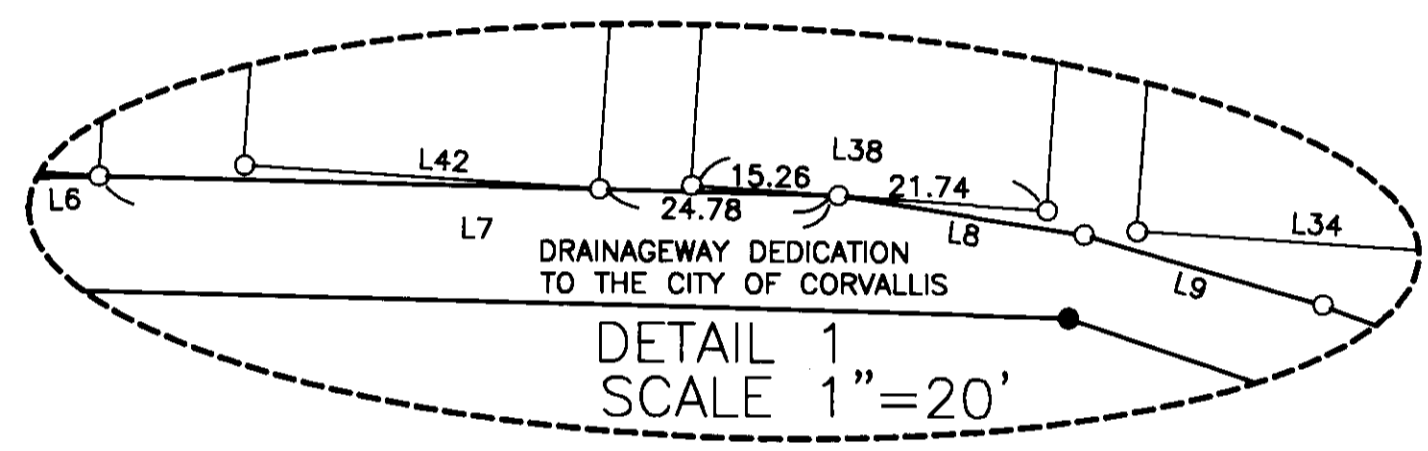 L38
L42
15.26
21.74
L6
24.78
L7
L8
L34
DRAINAGEWAY DEDICATION
TO THE CITY OF CORVALLIS
L9
DETAIL 1
SCALE 1"=20'